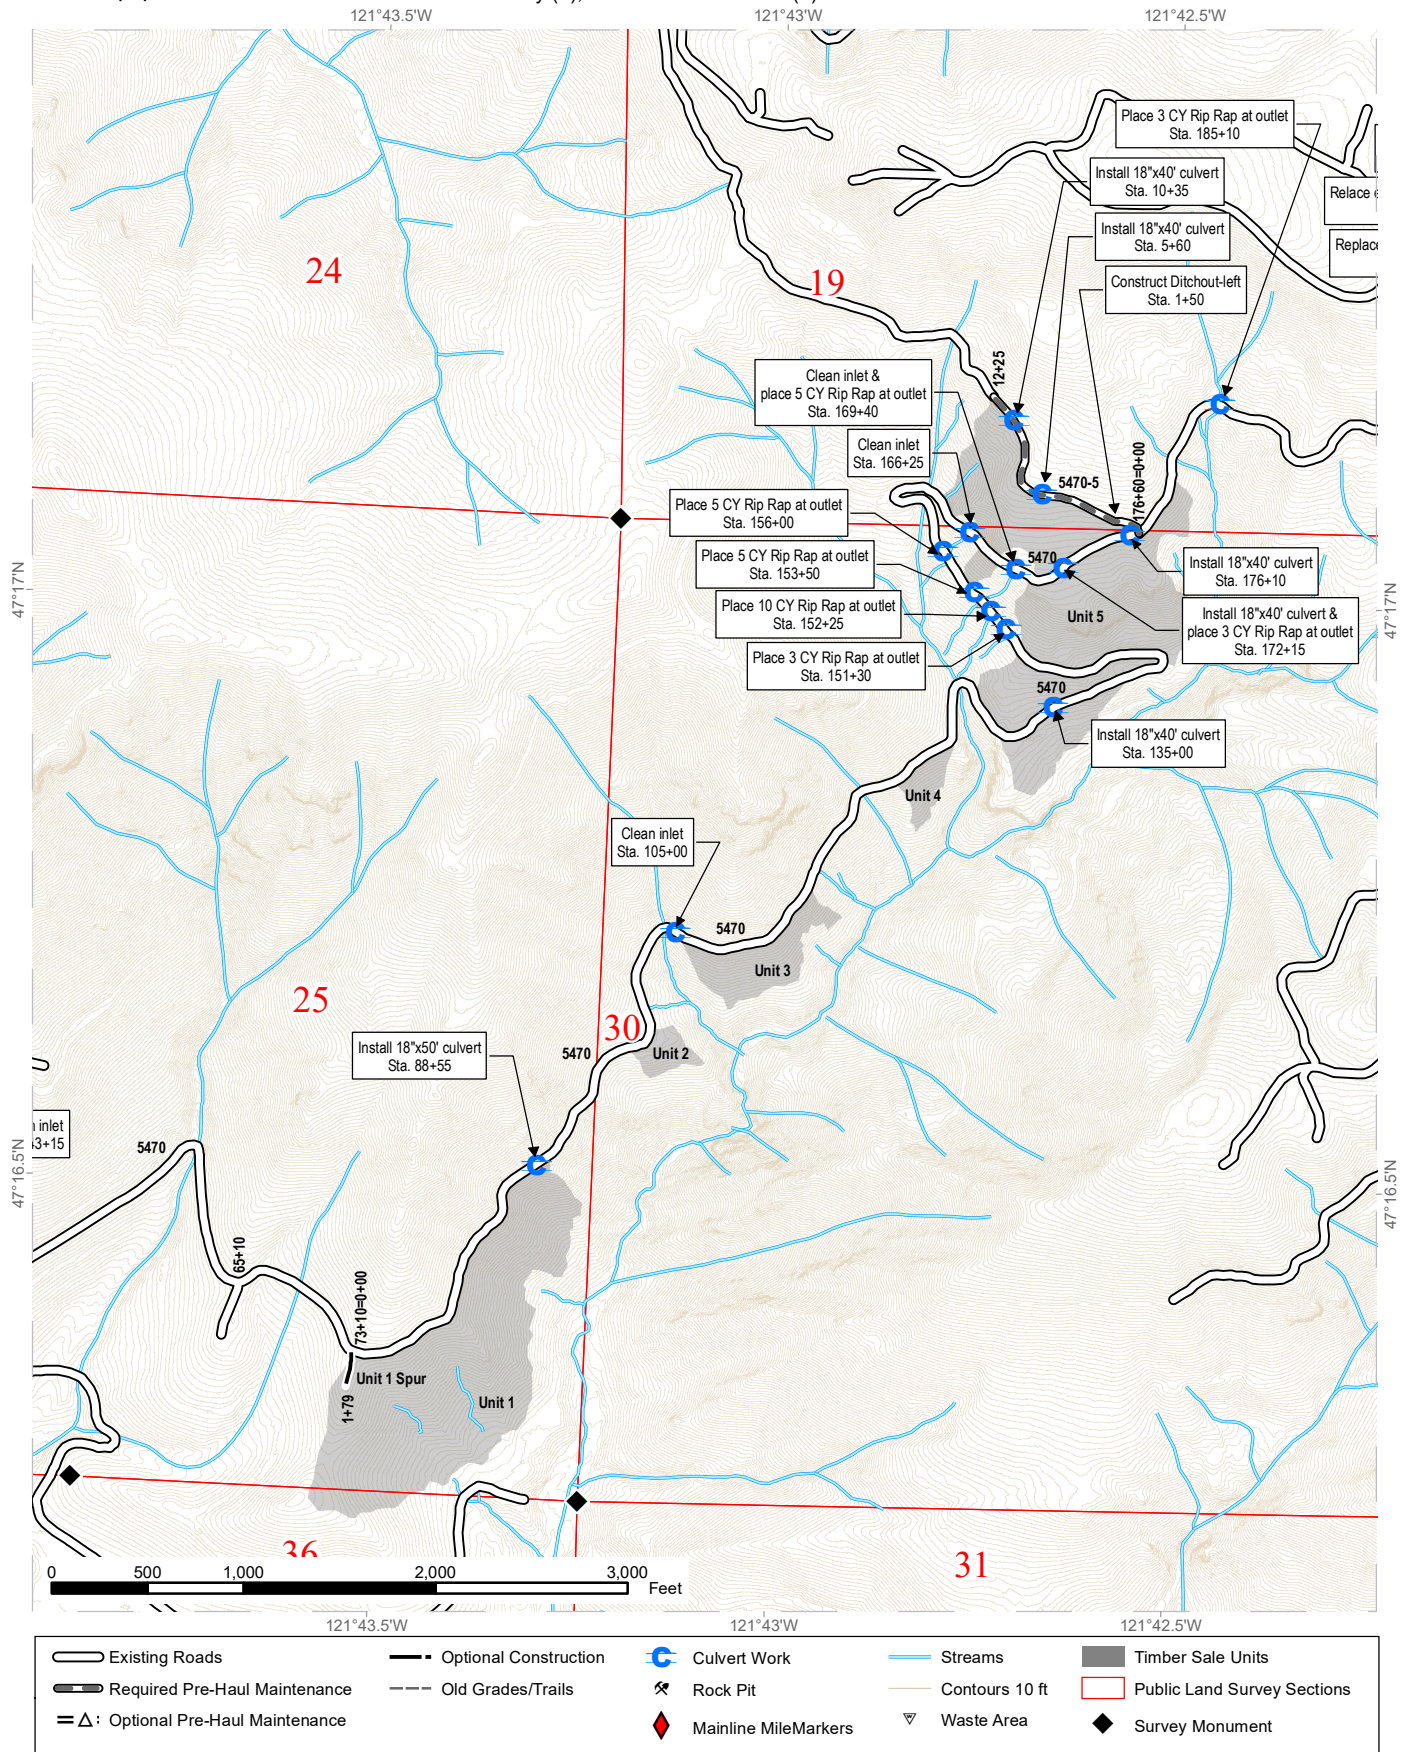 121°43.5'W
121°43'W
121°42.5'W
Place 3 CY Rip Rap at outlet
Sta. 185+10
Install 18"x40' culvert
Sta. 10+35
Relace
Install 18"x40' culvert
Sta. 5+60
Replace
24
19
Construct Ditchout-left
Sta. 1+50
12+25
Clean inlet &
place 5 CY Rip Rap at outlet
Sta. 169+40
Clean inlet
Sta. 166+25
5470-5
176+60=0+00
Place 5 CY Rip Rap at outlet
Sta. 156+00
Place 5 CY Rip Rap at outlet
Sta. 153+50
5470
Install 18"x40' culvert
Sta. 176+10
47°17'N
47°17'N
Place 10 CY Rip Rap at outlet
Sta. 152+25
Unit 5
Install 18"x40' culvert &
place 3 CY Rip Rap at outlet
Sta. 172+15
Place 3 CY Rip Rap at outlet
Sta. 151+30
5470
Install 18"x40' culvert
Sta. 135+00
Unit 4
Clean inlet
Sta. 105+00
5470
Unit 3
25
30
Install 18"x50' culvert
Sta. 88+55
5470
Unit 2
inlet
43+15
5470
47°16.5'N
47°16.5'N
65+10
73+10=0+00
Unit 1 Spur
1+79
Unit 1
36
31
0 500 1,000 2,000 3,000
Feet
121°43.5'W
121°43'W
121°42.5'W
Existing Roads
Optional Construction
Culvert Work
Streams
Timber Sale Units
Required Pre-Haul Maintenance
Old Grades/Trails
Rock Pit
Contours 10 ft
Public Land Survey Sections
Optional Pre-Haul Maintenance
Mainline MileMarkers
Waste Area
Survey Monument